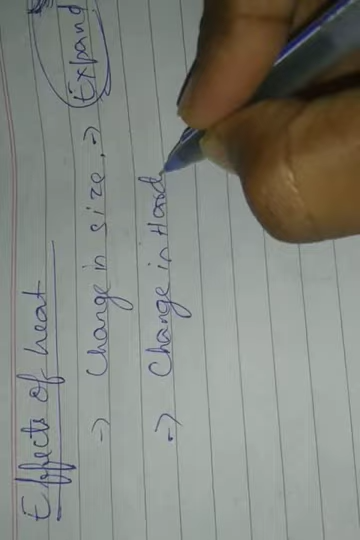 Effects of heat
-> Change in size. -> Expand
-> Change in Hard